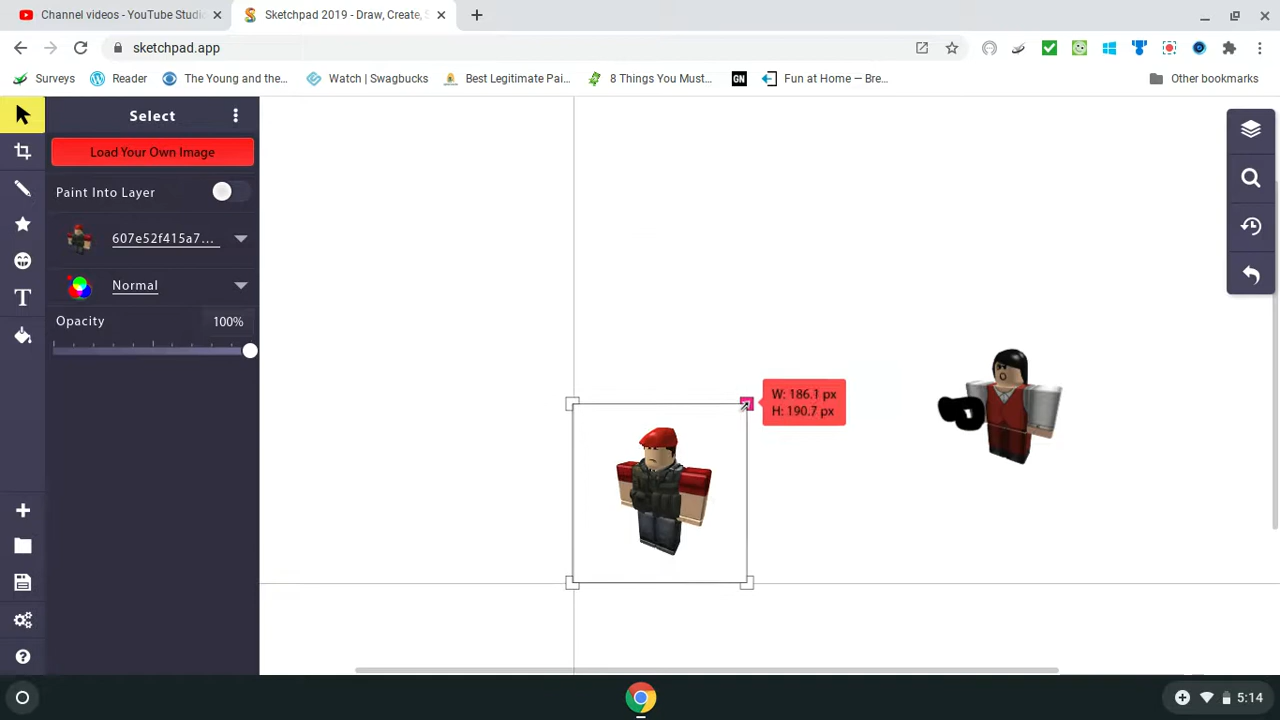 Channel videos - YouTube Studio
Sketchpad 2019 - Draw, Create, S
sketchpad.app
Surveys
Reader
The Young and the...
Watch | Swagbucks
Best Legitimate Pai...
8 Things You Must...
GN
Fun at Home — Bre...
Other bookmarks
Select
Load Your Own Image
Paint Into Layer
607e52f415a7...
Normal
Opacity
100%
W: 186.1 px
H: 190.7 px
T
5:14